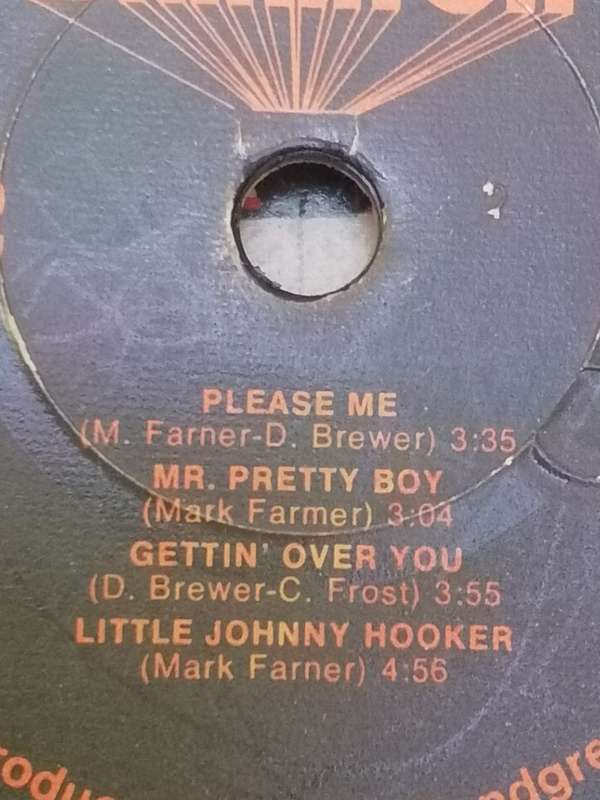 PLEASE ME
(M. Farner-D. Brewer) 3:35
MR. PRETTY BOY
(Mark Farmer) 3:04
GETTIN' OVER YOU
(D. Brewer-C. Frost) 3:55
LITTLE JOHNNY HOOKER
(Mark Farner) 4:56